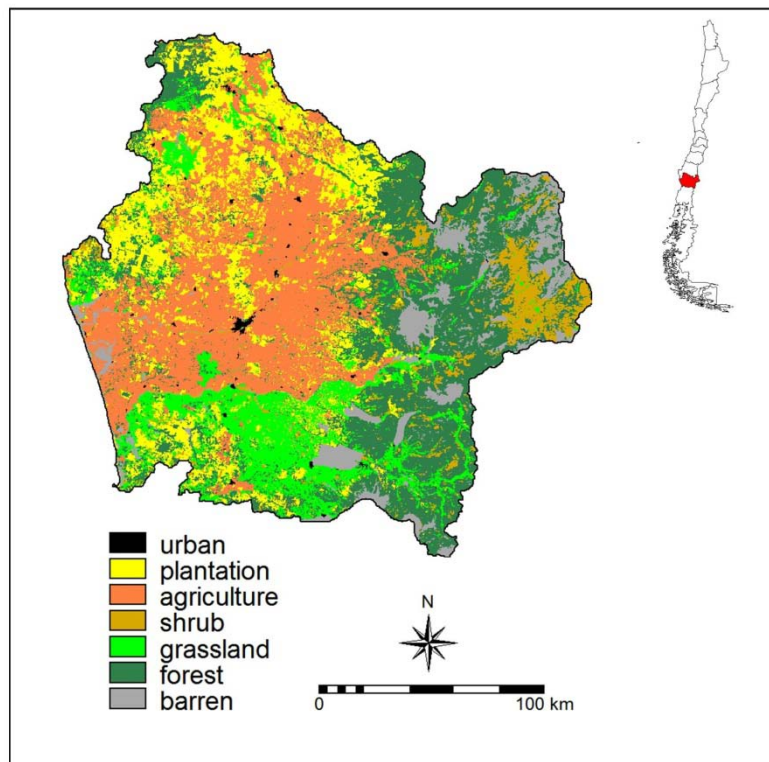 urban
plantation
agriculture
shrub
grassland
forest
barren
N
0 100 km